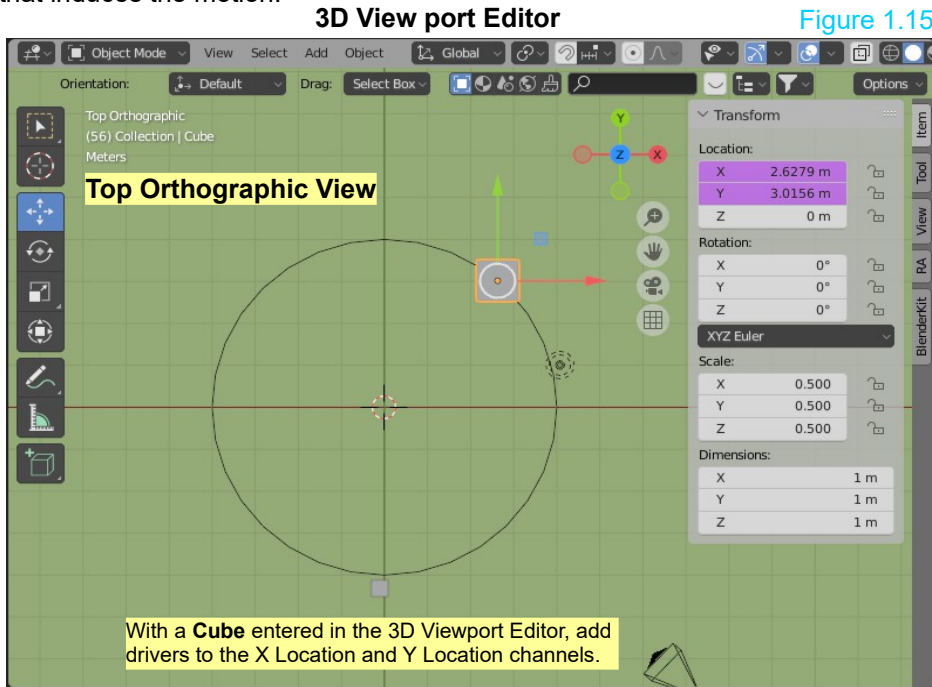 that induces the motion.
3D View port Editor
Figure 1.15
Object Mode View Select Add Object Global
Orientation: Default Drag: Select Box Options
Top Orthographic
(56) Collection | Cube
Meters
Top Orthographic View
Y
Z X
Transform
Location:
X 2.6279 m
Y 3.0156 m
Z 0 m
Rotation:
X 0°
Y 0°
Z 0°
XYZ Euler
Scale:
X 0.500
Y 0.500
Z 0.500
Dimensions:
X 1 m
Y 1 m
Z 1 m
Item
Tool
View
RA
BlenderKit
With a Cube entered in the 3D Viewport Editor, add
drivers to the X Location and Y Location channels.